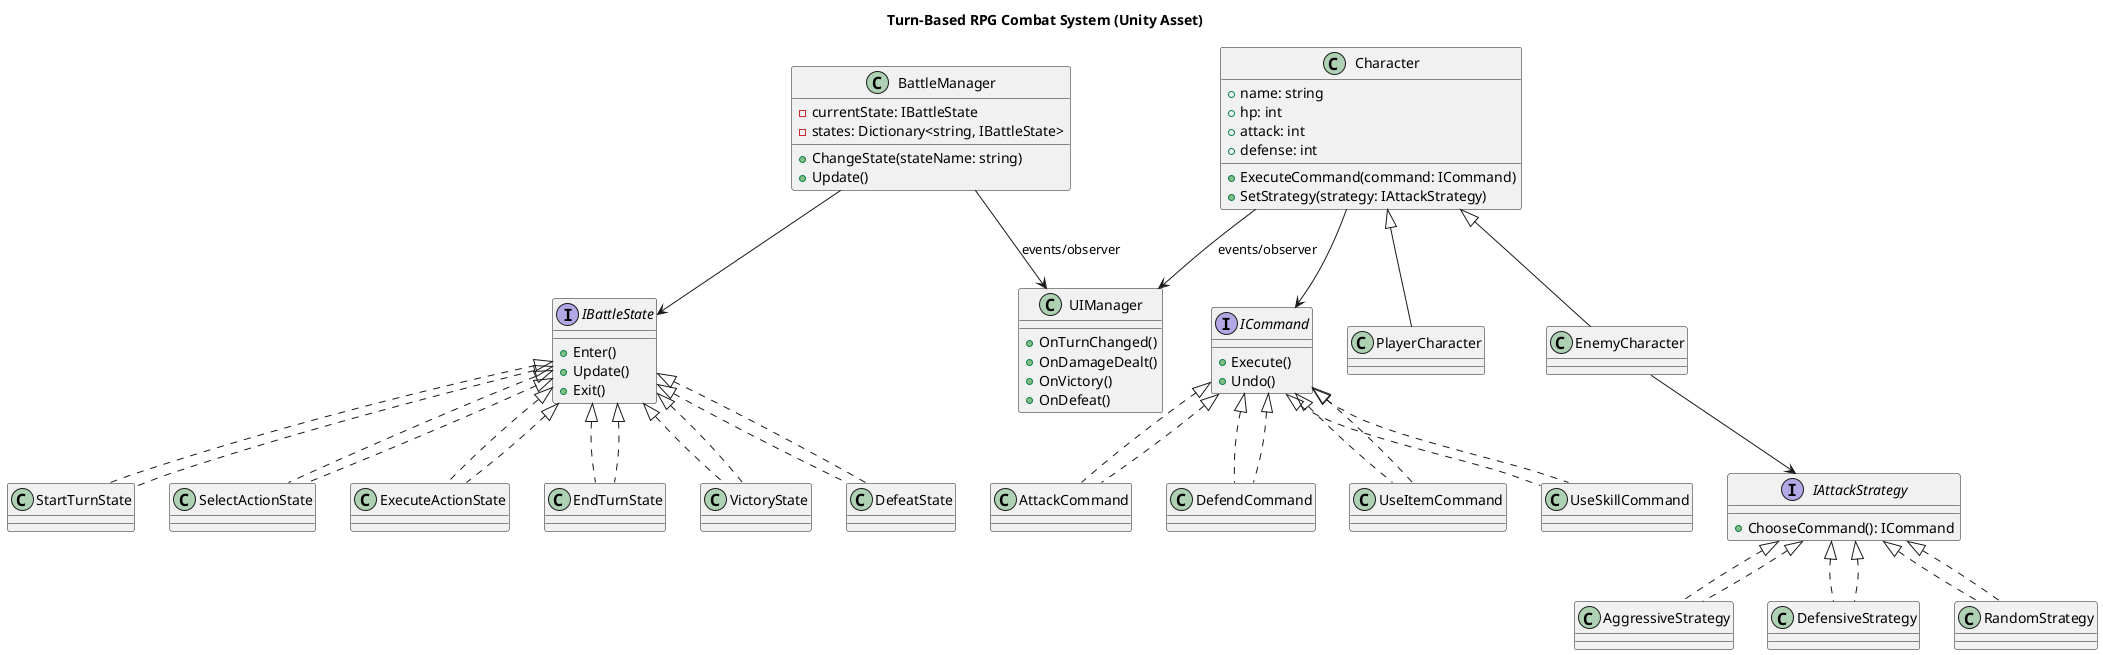 Turn-Based RPG Combat System (Unity Asset)
C Character
name: string
hp: int
attack: int
defense: int
ExecuteCommand(command: ICommand)
SetStrategy(strategy: IAttackStrategy)
C BattleManager
currentState: IBattleState
states: Dictionary<string, IBattleState>
ChangeState(stateName: string)
Update()
events/observer
events/observer
I IBattleState
Enter()
Update()
Exit()
C UIManager
OnTurnChanged()
OnDamageDealt()
OnVictory()
OnDefeat()
I ICommand
Execute()
Undo()
C PlayerCharacter
C EnemyCharacter
C StartTurnState
C SelectActionState
C ExecuteActionState
C EndTurnState
C VictoryState
C DefeatState
C AttackCommand
C DefendCommand
C UseItemCommand
C UseSkillCommand
I IAttackStrategy
ChooseCommand(): ICommand
C AggressiveStrategy
C DefensiveStrategy
C RandomStrategy